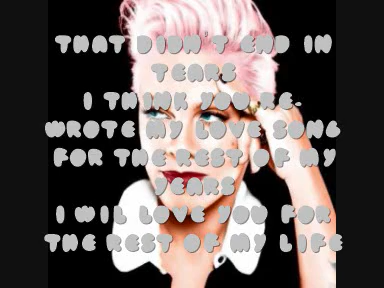 THAT DIDN'T END IN
TEARS
I THINK YOU RE-
WROTE MY LOVE SONG
FOR THE REST OF MY
YEARS
I WIL LOVE YOU FOR
THE REST OF MY LIFE